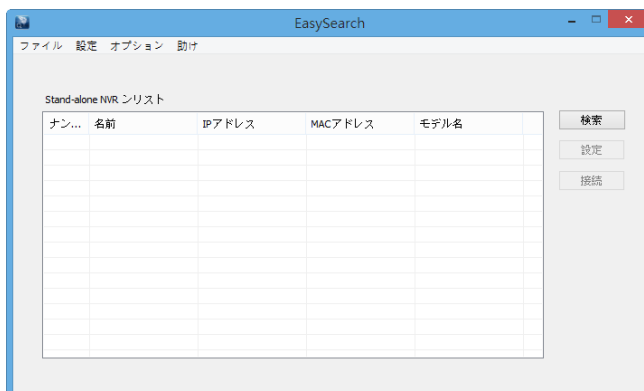 EasySearch
ファイル 設定 オプション 助け
Stand-alone NVR ンリスト
ナン... 名前 IPアドレス MACアドレス モデル名
検索
設定
接続